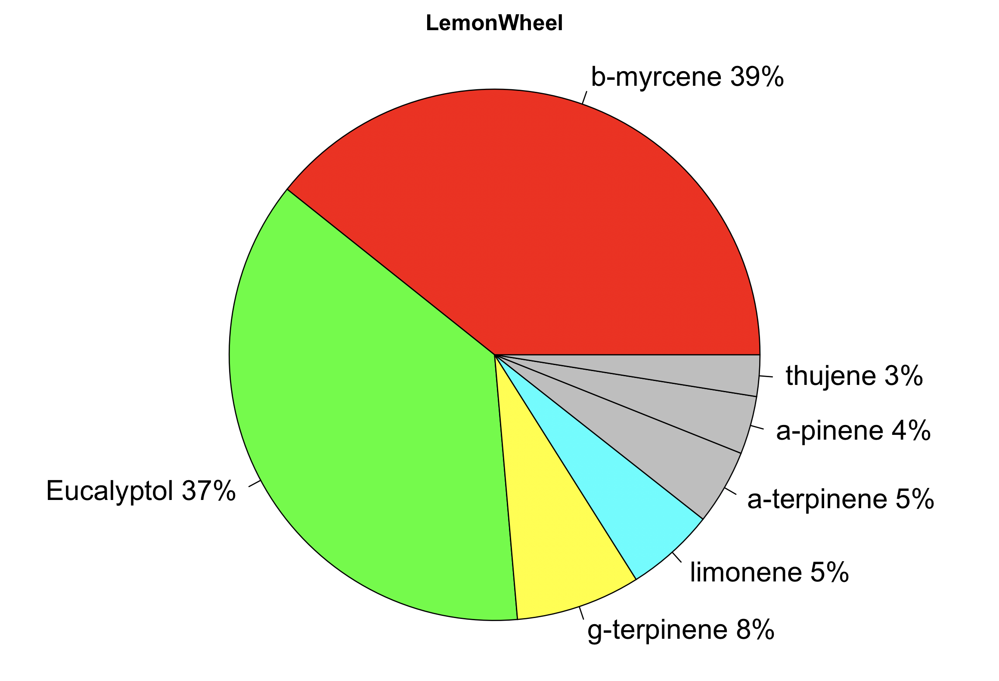 LemonWheel
b-myrcene 39%
thujene 3%
a-pinene 4%
Eucalyptol 37%
a-terpinene 5%
limonene 5%
g-terpinene 8%